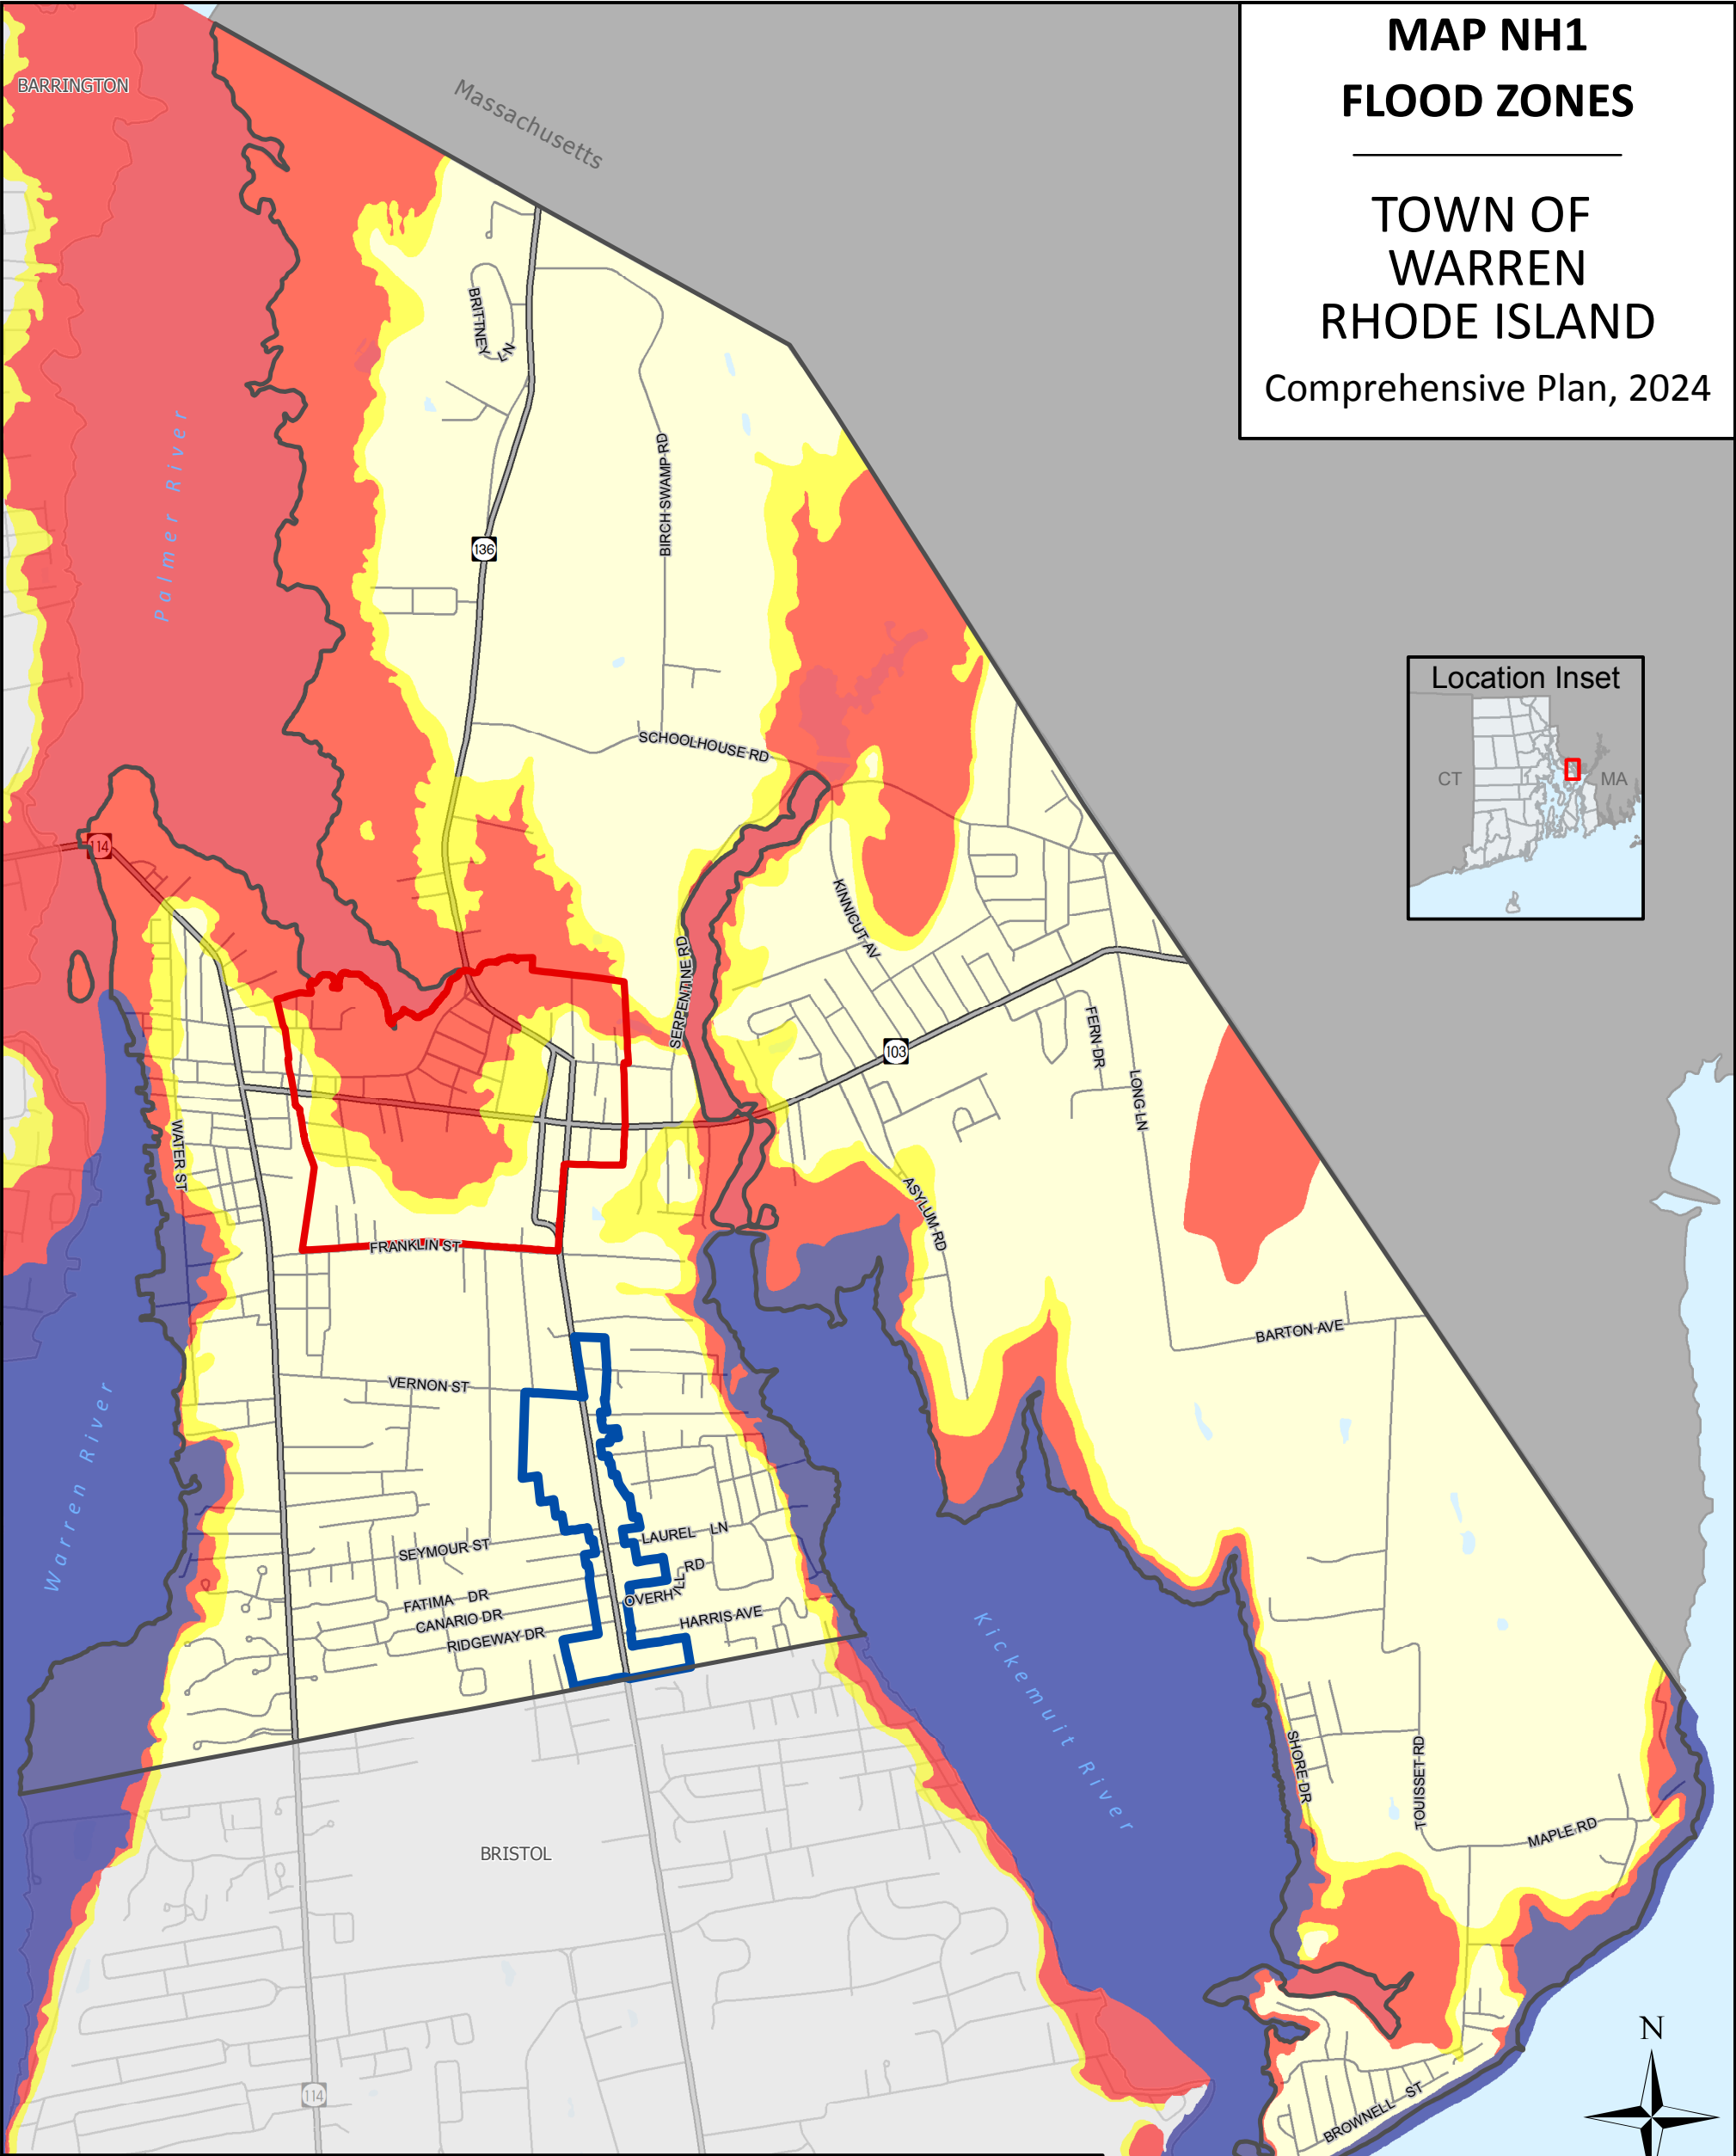 MAP NH1
FLOOD ZONES
TOWN OF
WARREN
RHODE ISLAND
Comprehensive Plan, 2024
BARRINGTON
Massachusetts
BRITTNEY LN
Palmer River
BIRCH SWAMP RD
136
Location Inset
CT
MA
SCHOOLHOUSE RD
114
KINNICUT AV
SERPENTINE RD
103
FERN DR
LONG LN
WATER ST
ASYLUM RD
FRANKLIN ST
BARTON AVE
VERNON ST
Warren River
LAUREL LN
SEYMOUR ST
OVERHILL RD
FATIMA DR
CANARIO DR
HARRIS AVE
RIDGEWAY DR
Kickemuit River
SHORE DR
TOUISSET RD
MAPLE RD
BRISTOL
N
114
BROWNELL ST